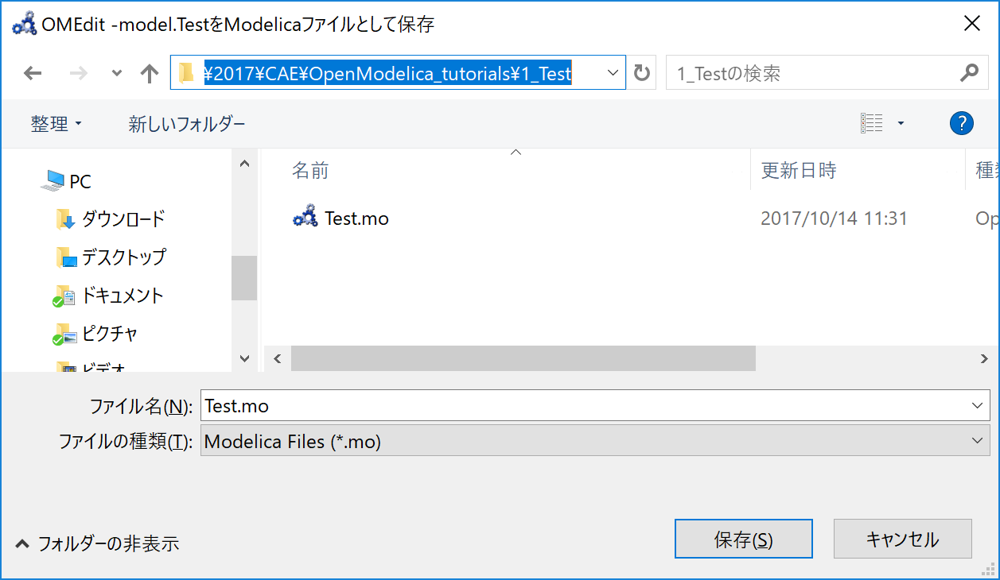 OMEdit -model.TestをModelicaファイルとして保存
¥2017¥CAE¥OpenModelica_tutorials¥1_Test
1_Testの検索
整理
新しいフォルダー
?
PC
ダウンロード
デスクトップ
ドキュメント
ピクチャ
ビデオ
名前
更新日時
種類
Test.mo
2017/10/14 11:31
Op
ファイル名(N):
Test.mo
ファイルの種類(T):
Modelica Files (*.mo)
フォルダーの非表示
保存(S)
キャンセル